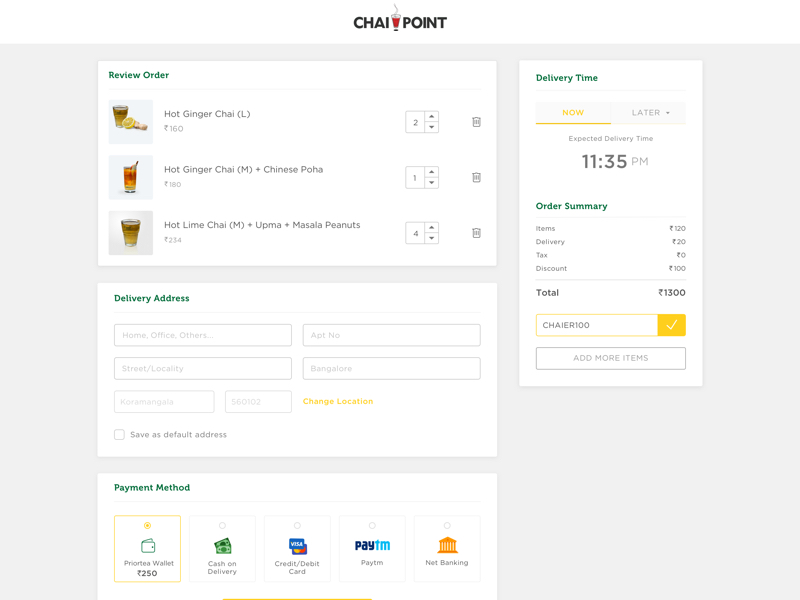 CHAI POINT
Review Order
Hot Ginger Chai (L)
₹160
2
Hot Ginger Chai (M) + Chinese Poha
₹180
1
Hot Lime Chai (M) + Upma + Masala Peanuts
₹234
4
Delivery Address
Home, Office, Others...
Apt No
Street/Locality
Bangalore
Koramangala
560102
Change Location
Save as default address
Payment Method
Priortea Wallet
₹250
Cash on
Delivery
VISA
Credit/Debit
Card
Paytm
Paytm
Net Banking
Delivery Time
NOW
LATER
Expected Delivery Time
11:35 PM
Order Summary
Items ₹120
Delivery ₹20
Tax ₹0
Discount ₹100
Total ₹1300
CHAIER100
ADD MORE ITEMS